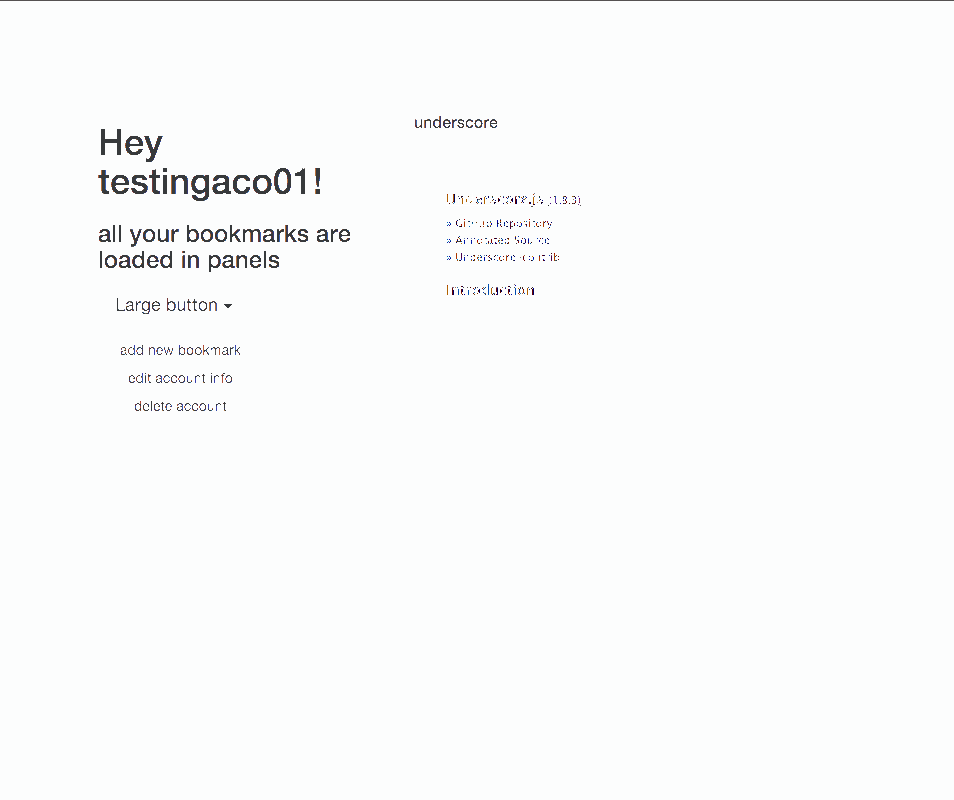 Hey
testingaco01!
all your bookmarks are
loaded in panels
Large button
add new bookmark
edit account info
delete account
underscore
Underscore.js (1.8.3)
» GitHub Repository
» Annotated Source
» Underscore-contrib
Introduction